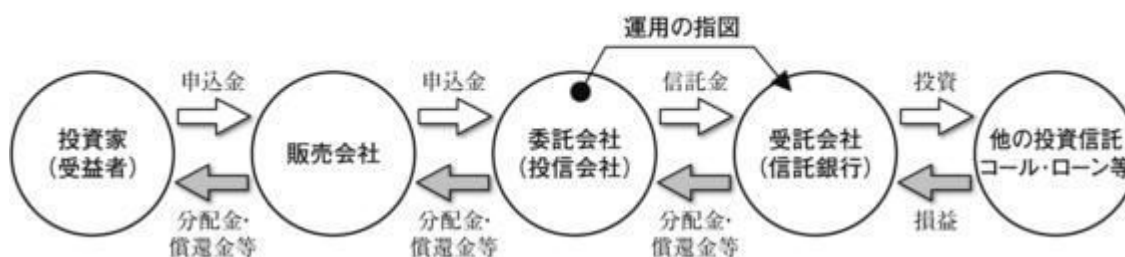 運用の指図
申込金
申込金
信託金
投資
投資家
(受益者)
販売会社
委託会社
(投信会社)
受託会社
(信託銀行)
他の投資信託
コール・ローン等
分配金・
償還金等
分配金・
償還金等
分配金・
償還金等
損益